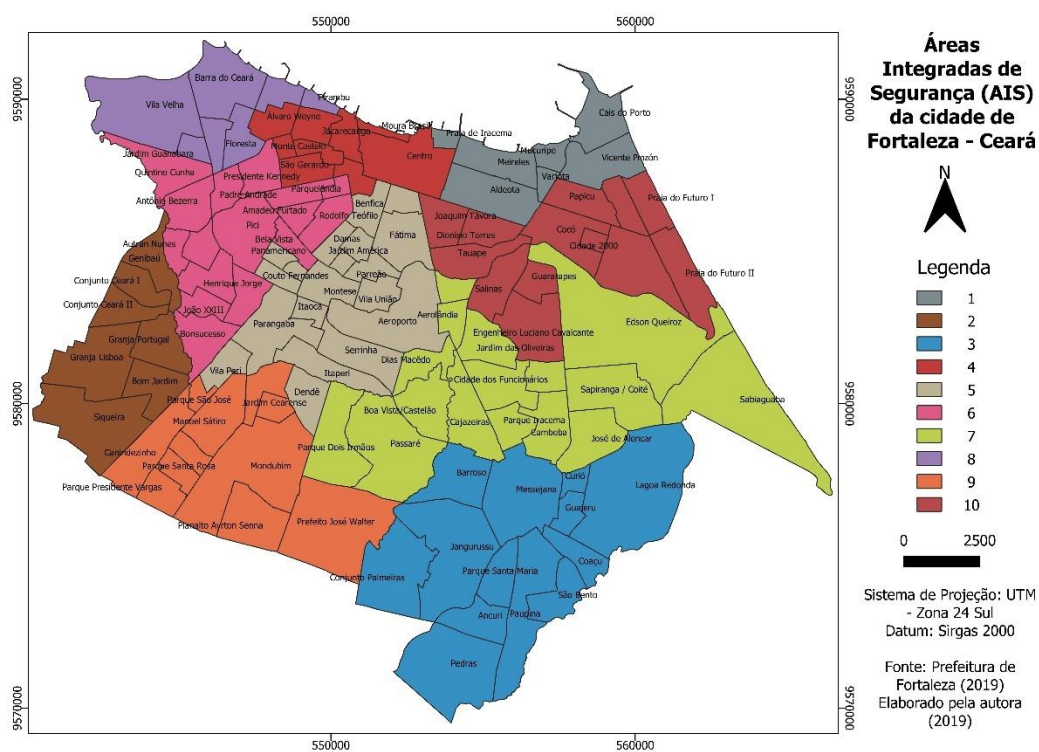 550000
560000
9590000
9580000
9570000
9590000
9580000
9570000
550000
560000
Áreas
Integradas de
Segurança (AIS)
da cidade de
Fortaleza - Ceará
N
Legenda
1
2
3
4
5
6
7
8
9
10
0
2500
Sistema de Projeção: UTM
- Zona 24 Sul
Datum: Sirgas 2000
Fonte: Prefeitura de
Fortaleza (2019)
Elaborado pela autora
(2019)
Barra do Ceará
Vila Velha
Pirambu
Floresta
Jardim Guanabara
Quintino Cunha
Antônio Bezerra
Álvaro Weyne
Jacarecanga
Moura Brasil
Monte Castelo
São Gerardo
Centro
Presidente Kennedy
Padre Andrade
Parquelândia
Amadeu Furtado
Rodolfo Teófilo
Pici
Bela Vista
Panamericano
Autran Nunes
Genibaú
Conjunto Ceará I
Conjunto Ceará II
Henrique Jorge
João XXIII
Bonsucesso
Granja Portugal
Granja Lisboa
Bom Jardim
Siqueira
Praia de Iracema
Meireles
Mucuripe
Varjota
Aldeota
Cais do Porto
Vicente Pinzón
Papicu
Praia do Futuro I
Praia do Futuro II
Cocó
Cidade 2000
Joaquim Távora
Dionísio Torres
Tauape
Salinas
Guararapes
Engenheiro Luciano Cavalcante
Benfica
Fátima
Damas
Jardim América
Couto Fernandes
Parreão
Montese
Vila União
Itaoca
Parangaba
Aeroporto
Serrinha
Itaperi
Vila Peri
Dendê
Aerolândia
Dias Macêdo
Jardim das Oliveiras
Cidade dos Funcionários
Edson Queiroz
Sapiranga / Coité
Sabiaguaba
Boa Vista/Castelão
Cajazeiras
Parque Iracema
Cambeba
José de Alencar
Passaré
Parque Dois Irmãos
Parque São José
Jardim Cearense
Manoel Sátiro
Canindezinho
Parque Santa Rosa
Parque Presidente Vargas
Mondubim
Planalto Ayrton Senna
Prefeito José Walter
Barroso
Messejana
Curió
Guajeru
Lagoa Redonda
Jangurussu
Conjunto Palmeiras
Parque Santa Maria
Coaçu
São Bento
Ancuri
Paupina
Pedras